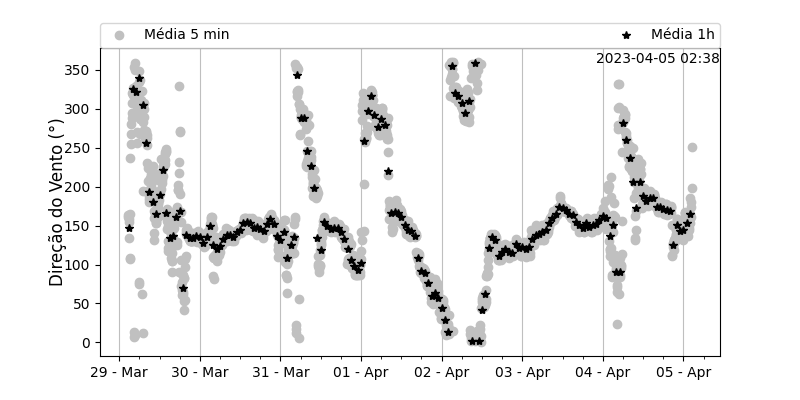 Média 5 min
Média 1h
2023-04-05 02:38
Direção do Vento (°)
350
300
250
200
150
100
50
0
29 - Mar
30 - Mar
31 - Mar
01 - Apr
02 - Apr
03 - Apr
04 - Apr
05 - Apr